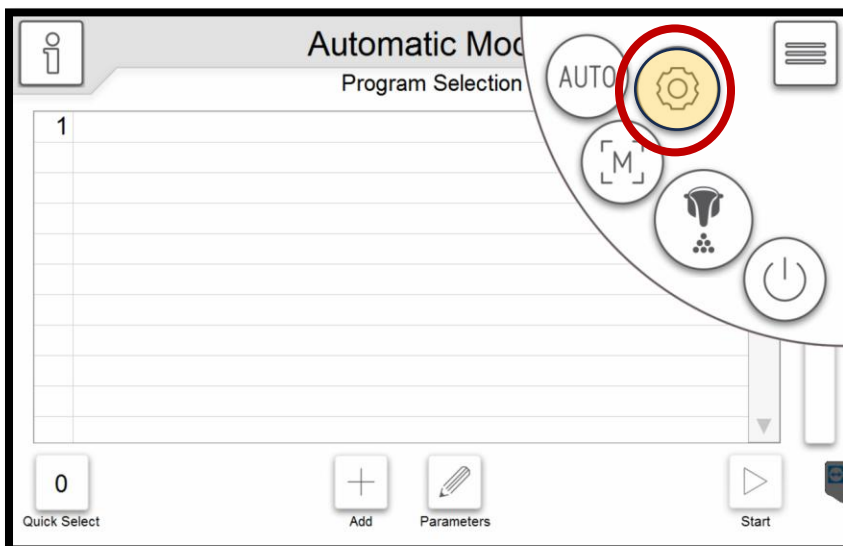 Automatic Mod
Program Selection
AUTO
M
1
0
Quick Select
Add
Parameters
Start